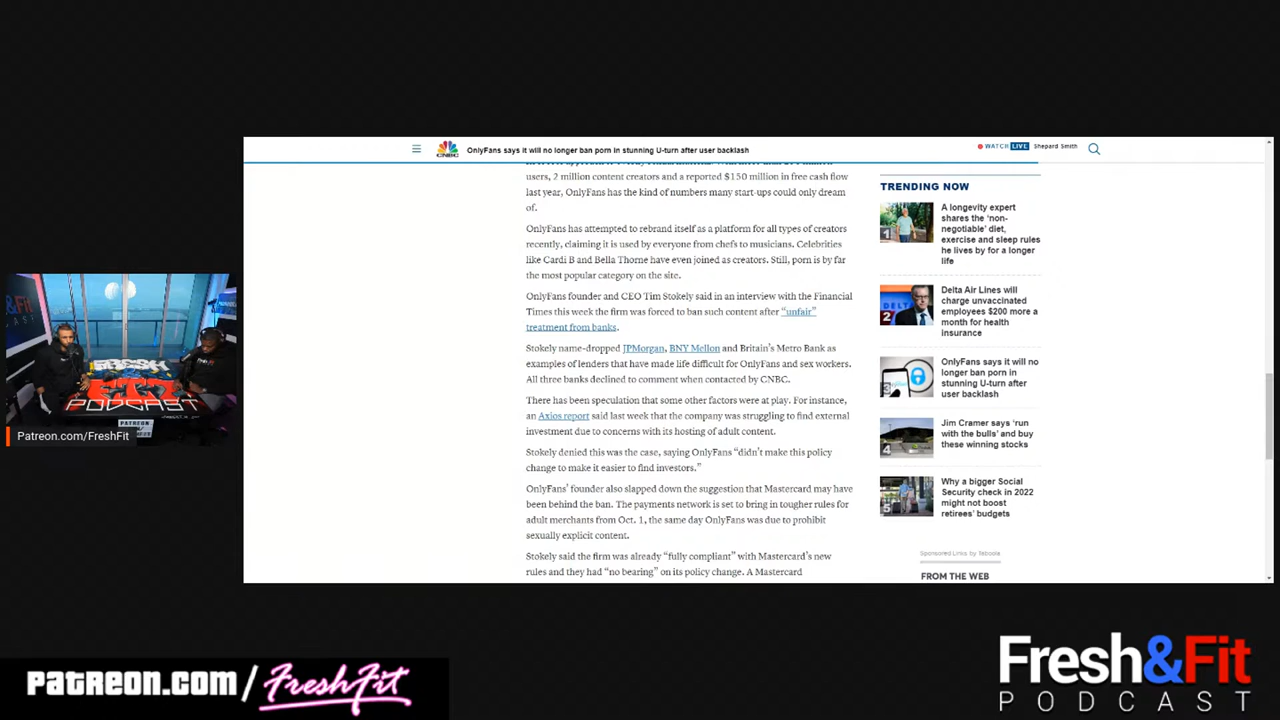 OnlyFans says it will no longer ban porn in stunning U-turn after user backlash
WATCH LIVE Shepard Smith
CNBC
users, 2 million content creators and a reported $150 million in free cash flow
last year, OnlyFans has the kind of numbers many start-ups could only dream
of.
OnlyFans has attempted to rebrand itself as a platform for all types of creators
recently, claiming it is used by everyone from chefs to musicians. Celebrities
like Cardi B and Bella Thorne have even joined as creators. Still, porn is by far
the most popular category on the site.
OnlyFans founder and CEO Tim Stokely said in an interview with the Financial
Times this week the firm was forced to ban such content after “unfair”
treatment from banks.
Stokely name-dropped JPMorgan, BNY Mellon and Britain’s Metro Bank as
examples of lenders that have made life difficult for OnlyFans and sex workers.
All three banks declined to comment when contacted by CNBC.
There has been speculation that some other factors were at play. For instance,
an Axios report said last week that the company was struggling to find external
investment due to concerns with its hosting of adult content.
Stokely denied this was the case, saying OnlyFans “didn’t make this policy
change to make it easier to find investors.”
OnlyFans’ founder also slapped down the suggestion that Mastercard may have
been behind the ban. The payments network is set to bring in tougher rules for
adult merchants from Oct. 1, the same day OnlyFans was due to prohibit
sexually explicit content.
Stokely said the firm was already “fully compliant” with Mastercard’s new
rules and they had “no bearing” on its policy change. A Mastercard
TRENDING NOW
1
A longevity expert
shares the ‘non-
negotiable’ diet,
exercise and sleep rules
he lives by for a longer
life
2
Delta Air Lines will
charge unvaccinated
employees $200 more a
month for health
insurance
3
OnlyFans says it will no
longer ban porn in
stunning U-turn after
user backlash
4
Jim Cramer says ‘run
with the bulls’ and buy
these winning stocks
5
Why a bigger Social
Security check in 2022
might not boost
retirees’ budgets
Sponsored Links by Taboola
FROM THE WEB
PODCAST
Patreon.com/FreshFit
Patreon.com/FreshFit
Fresh&Fit
PODCAST